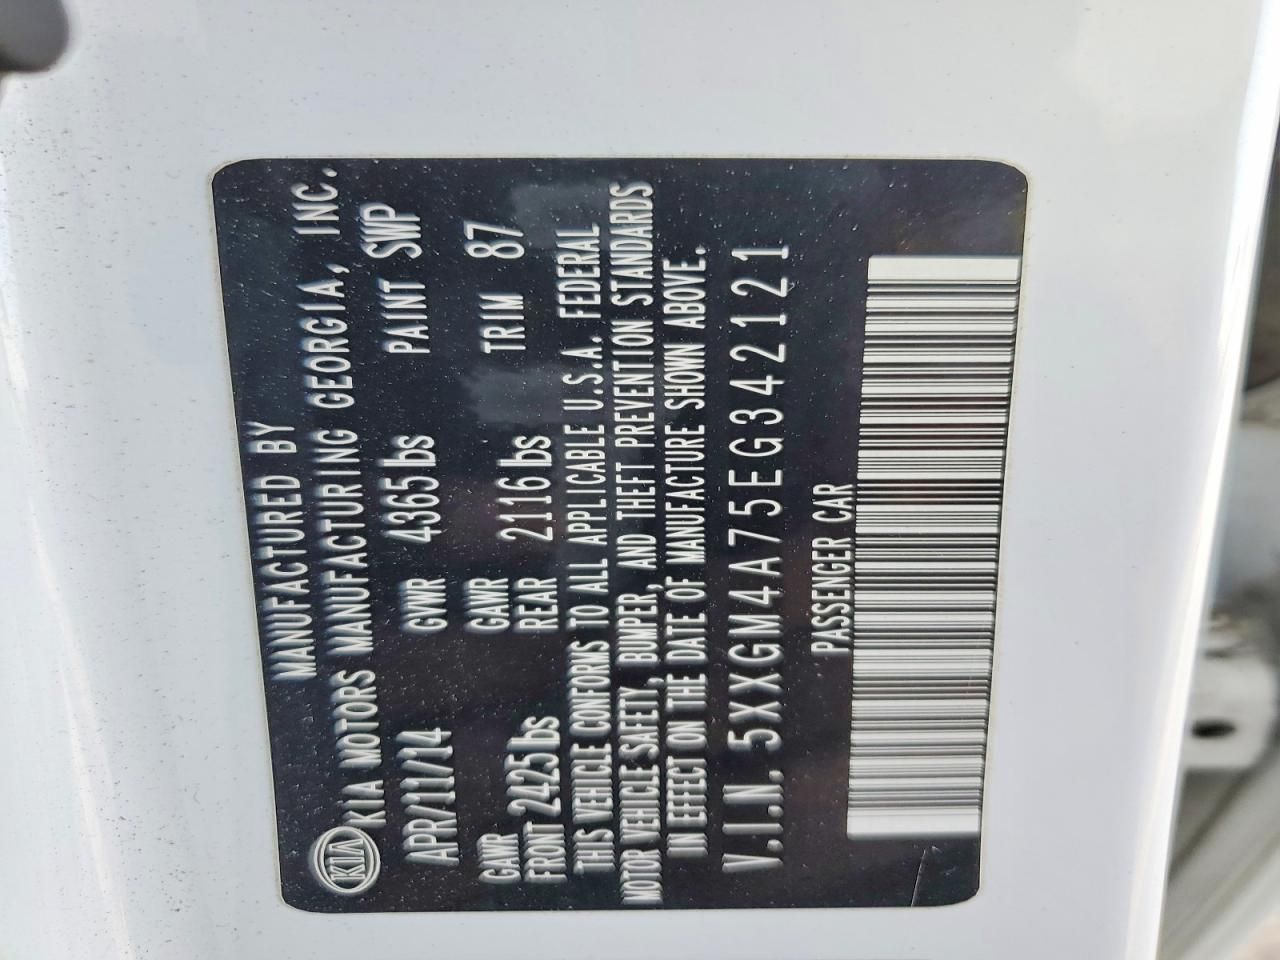 MANUFACTURED BY
KIA KIA MOTORS MANUFACTURING GEORGIA, INC.
APR/11/14 GVWR 4365lbs PAINT SWP
GAWR FRONT 2425lbs GAWR REAR 2116lbs TRIM 87
THIS VEHICLE CONFORMS TO ALL APPLICABLE U.S.A. FEDERAL
MOTOR VEHICLE SAFETY, BUMPER, AND THEFT PREVENTION STANDARDS
IN EFFECT ON THE DATE OF MANUFACTURE SHOWN ABOVE.
V.I.N. 5XXGM4A75EG342121
PASSENGER CAR